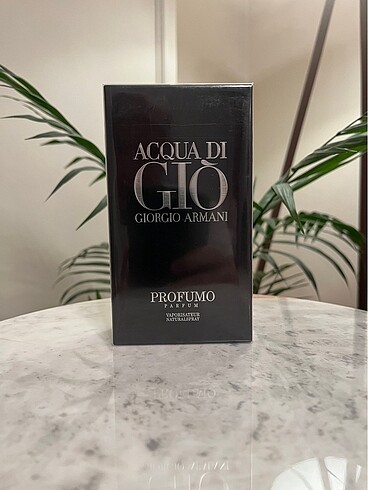 ACQUA DI
GIÒ
GIORGIO ARMANI
PROFUMO
PARFUM
VAPORISATEUR
NATURAL SPRAY